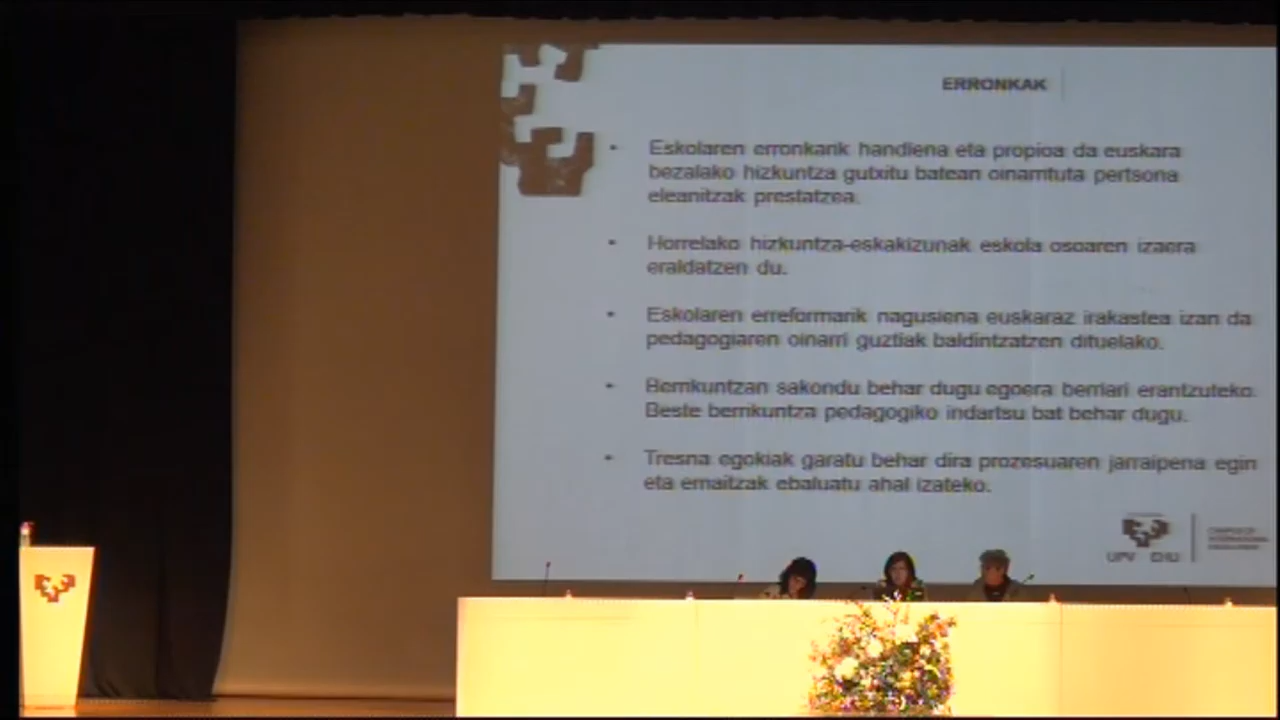 ERRONKAK
• Eskolaren erronkarik handiena eta propioa da euskara
bezalako hizkuntza gutxitu batean oinarrituta pertsona
eleanitzak prestatzea.
• Horrelako hizkuntza-eskakizunak eskola osoaren izaera
eraldatzen du.
• Eskolaren erreformarik nagusiena euskaraz irakastea izan da
pedagogiaren oinarri guztiak baldintzatzen dituelako.
• Berrikuntzan sakondu behar dugu egoera berriari erantzuteko.
Beste berrikuntza pedagogiko indartsu bat behar dugu.
• Tresna egokiak garatu behar dira prozesuaren jarraipena egin
eta emaitzak ebaluatu ahal izateko.
UPV EHU